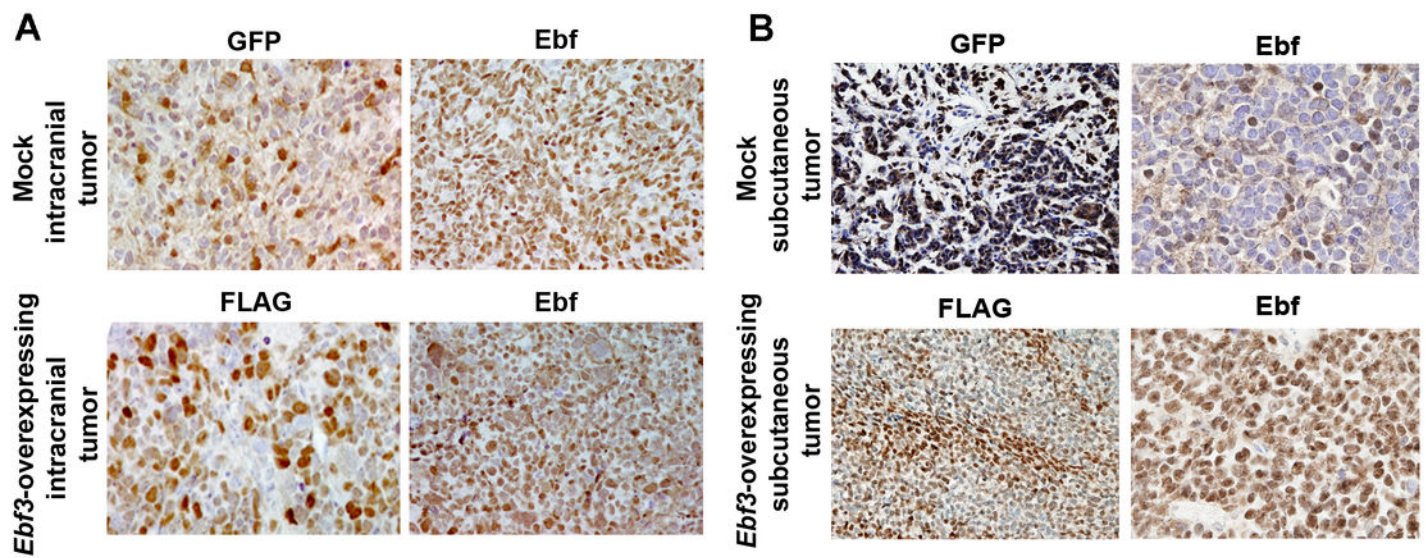 A
GFP
Ebf
Mock
intracranial
tumor
FLAG
Ebf
Ebf3-overexpressing
intracranial
tumor
B
GFP
Ebf
Mock
subcutaneous
tumor
FLAG
Ebf
Ebf3-overexpressing
subcutaneous
tumor